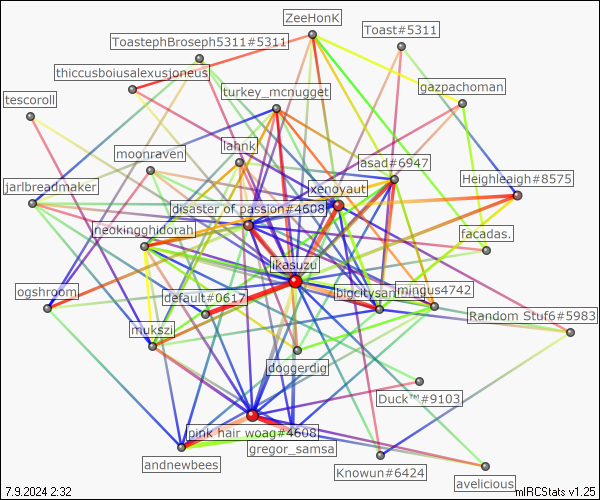 ZeeHonK
Toast#5311
ToastephBroseph5311#5311
thiccusboiusalexusjoneus
gazpachoman
turkey_mcnugget
tescoroll
lahnk
moonraven
asad#6947
Heighleaigh#8575
jarlbreadmaker
xenoyaut
disaster of passion#4608
neokingghidorah
facadas.
ikasuzu
ogshroom
default#0617
bigcitysam
mingus4742
Random Stuf6#5983
mukszi
doggerdig
Duck™#9103
pink hair woag#4608
gregor_samsa
andnewbees
Knowun#6424
avelicious
7.9.2024 2:32
mIRCStats v1.25